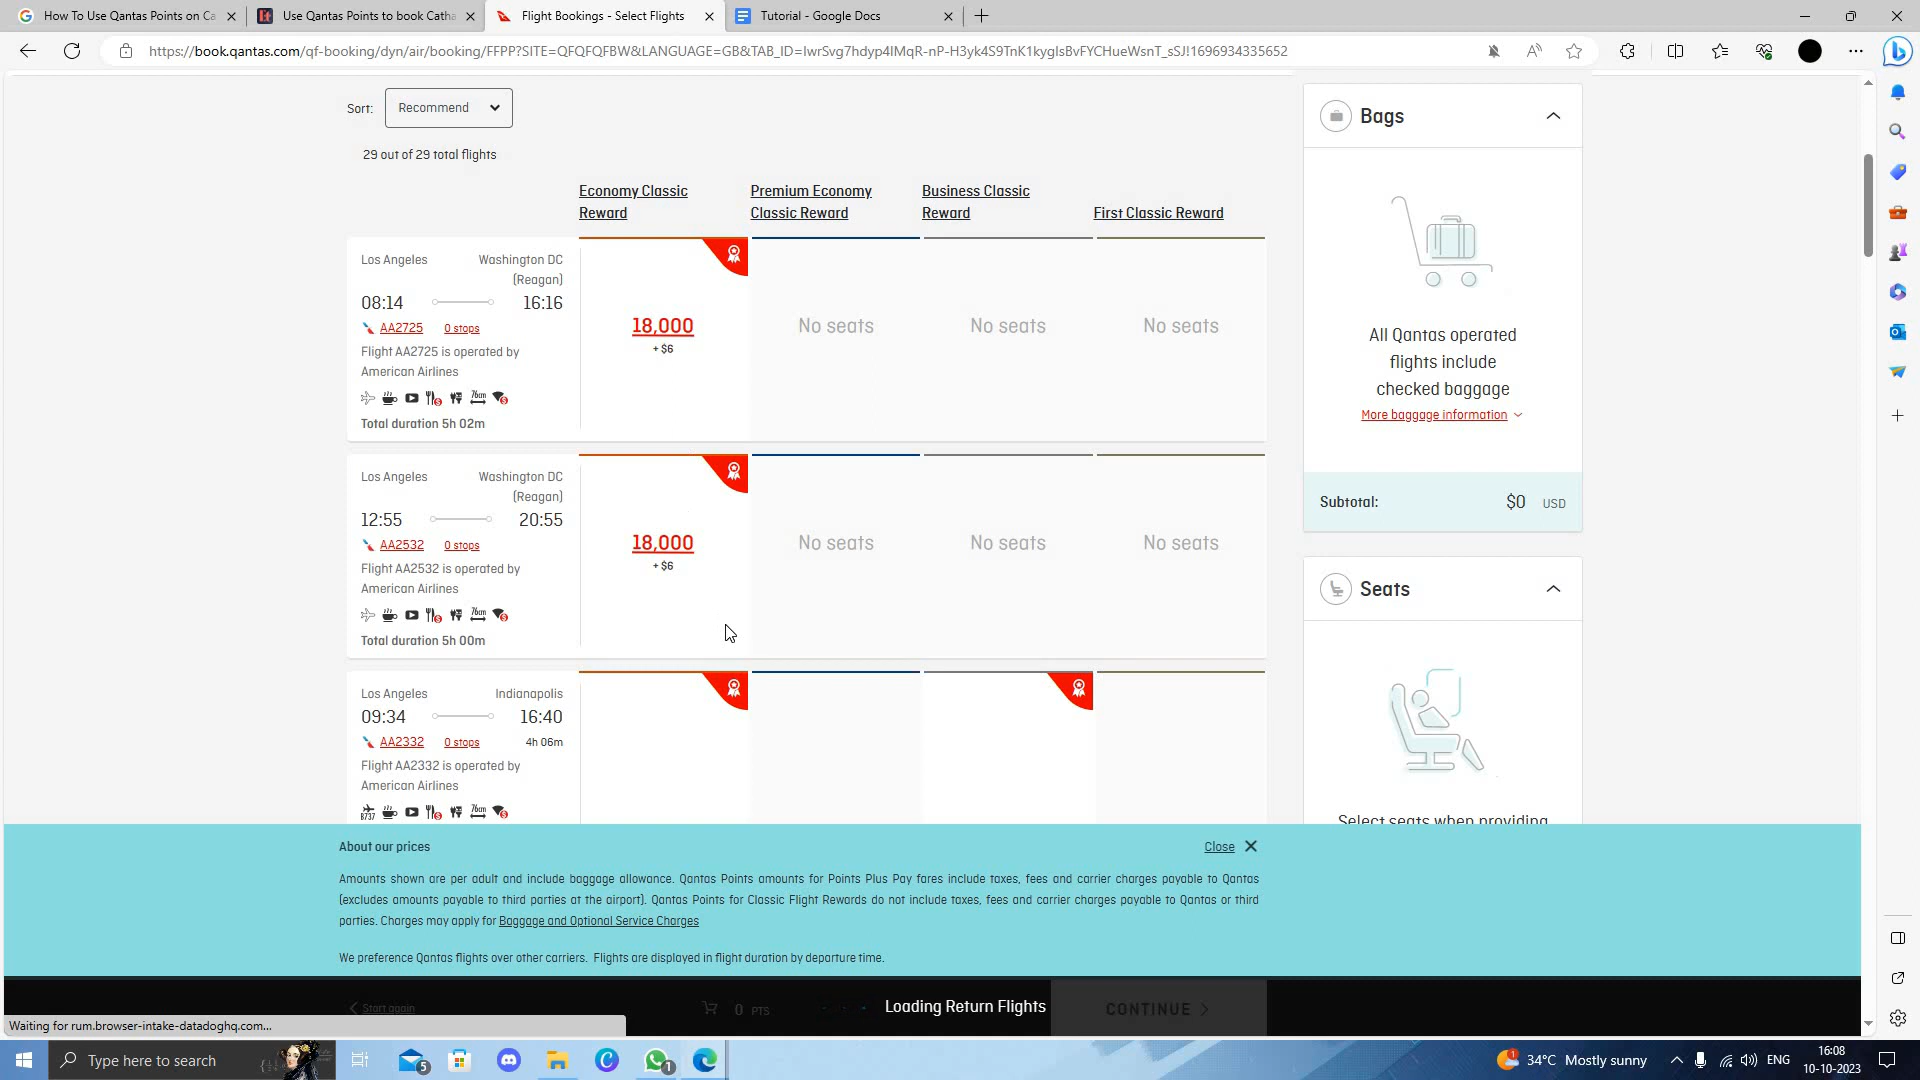 How To Use Qantas Points on Ca
Use Qantas Points to book Catha
Flight Bookings - Select Flights
Tutorial - Google Docs
https://book.qantas.com/qf-booking/dyn/air/booking/FFPP?SITE=QFQFQFBW&LANGUAGE=GB&TAB_ID=IwrSvg7hdyp4IMqR-nP-H3yk4S9TnK1kygIsBvFYCHueWsnT_sSJ!1696934335652
Sort: Recommend
29 out of 29 total flights
Economy Classic Reward
Premium Economy Classic Reward
Business Classic Reward
First Classic Reward
Los Angeles Washington DC (Reagan)
08:14 16:16
AA2725 0 stops
Flight AA2725 is operated by
American Airlines
76cm
Total duration 5h 02m
18,000
+ $6
No seats No seats No seats
Los Angeles Washington DC (Reagan)
12:55 20:55
AA2532 0 stops
Flight AA2532 is operated by
American Airlines
76cm
Total duration 5h 00m
18,000
+ $6
No seats No seats No seats
Los Angeles Indianapolis
09:34 16:40
AA2332 0 stops 4h 06m
Flight AA2332 is operated by
American Airlines
B737 76cm
Bags
All Qantas operated
flights include
checked baggage
More baggage information
Subtotal: $0 USD
Seats
Select seats when providing
About our prices
Close
Amounts shown are per adult and include baggage allowance. Qantas Points amounts for Points Plus Pay fares include taxes, fees and carrier charges payable to Qantas
(excludes amounts payable to third parties at the airport). Qantas Points for Classic Flight Rewards do not include taxes, fees and carrier charges payable to Qantas or third
parties. Charges may apply for Baggage and Optional Service Charges
We preference Qantas flights over other carriers. Flights are displayed in flight duration by departure time.
Start again
0 PTS
Loading Return Flights
CONTINUE
Waiting for rum.browser-intake-datadoghq.com...
Type here to search
5
1
34°C Mostly sunny
ENG
16:08
10-10-2023